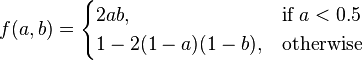 f(a,b) = { 2ab, if a < 0.5
1 − 2(1 − a)(1 − b), otherwise